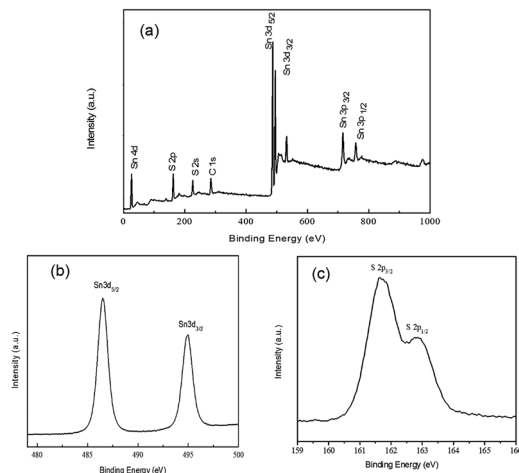 (a)
Intensity (a.u.)
Sn 4d
S 2p
S 2s
C 1s
Sn 3d 5/2
Sn 3d 3/2
Sn 3p 3/2
Sn 3p 1/2
0 200 400 600 800 1000
Binding Energy (eV)
(b)
Intensity (a.u.)
Sn3d5/2
Sn3d3/2
480 485 490 495 500
Binding Energy (eV)
(c)
Intensity (a.u.)
S 2p3/2
S 2p1/2
159 160 161 162 163 164 165 166
Binding Energy (eV)